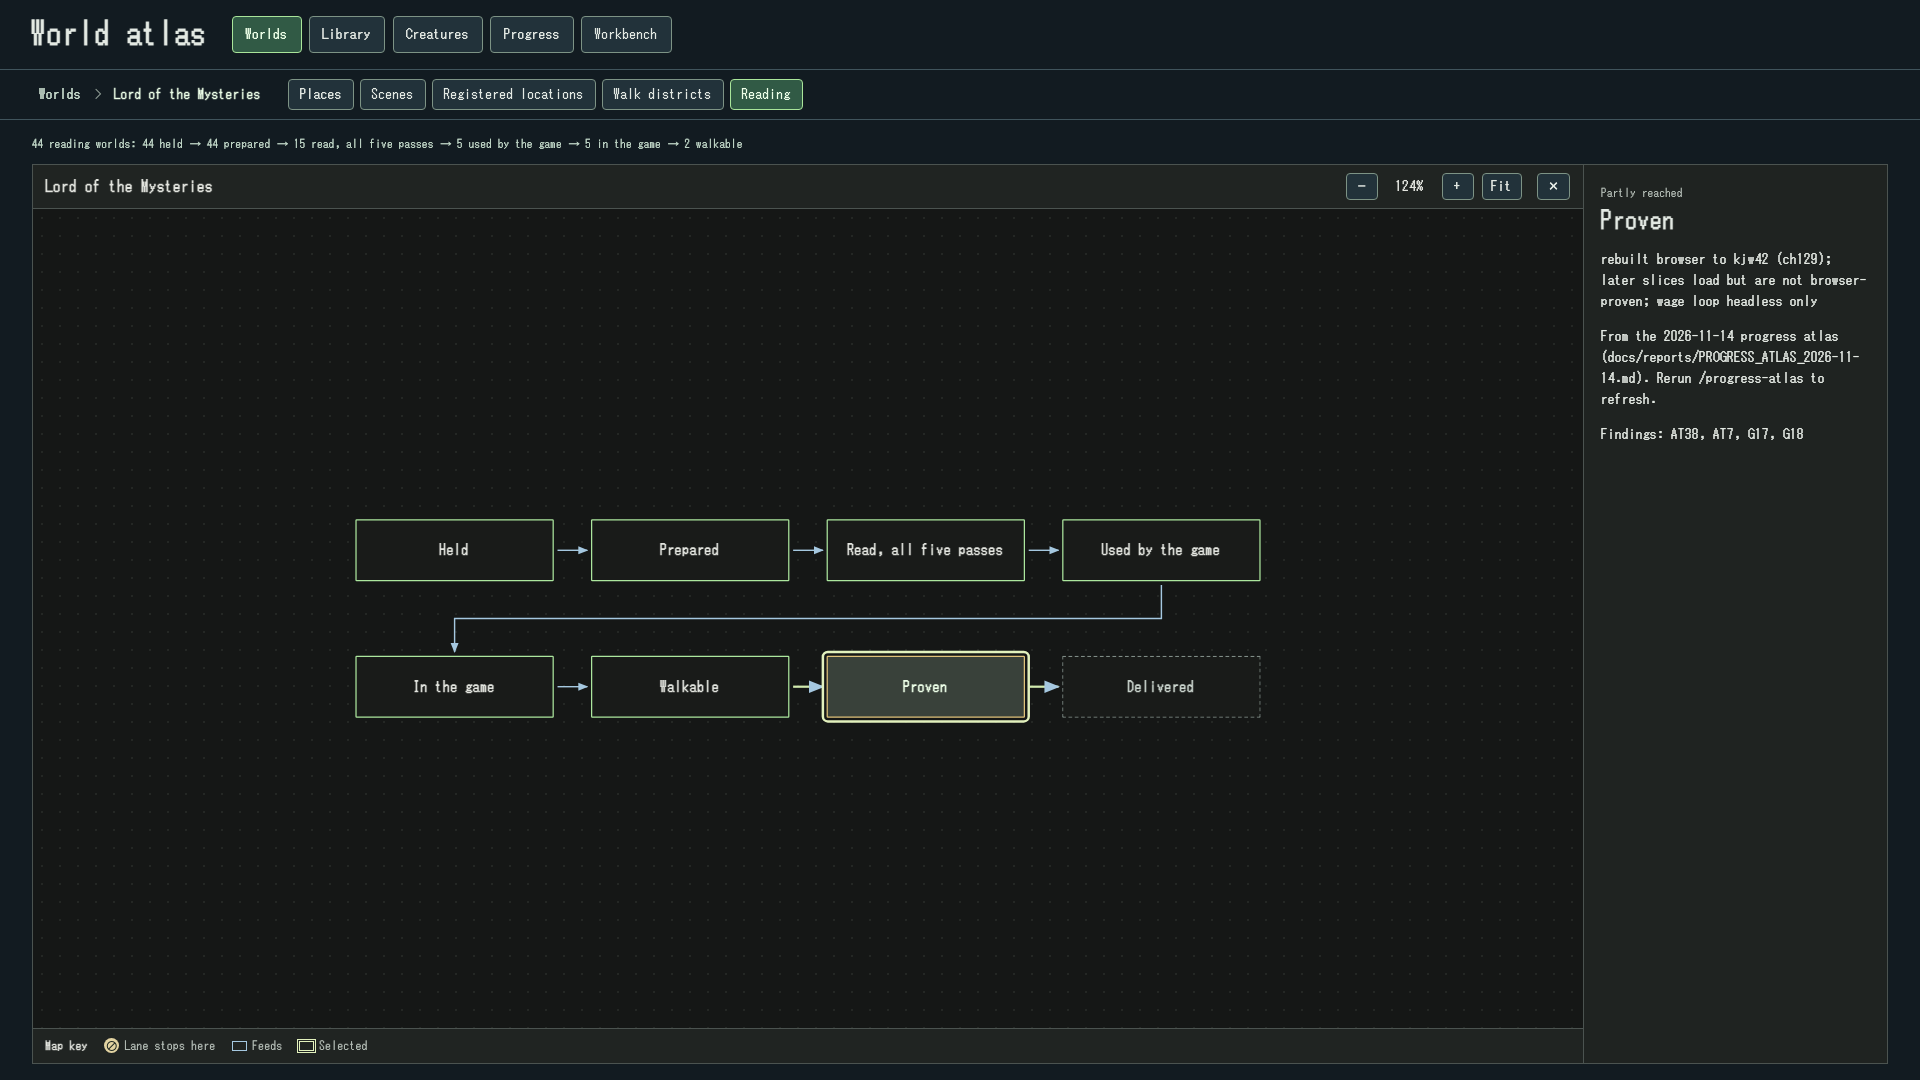 World atlas
Worlds
Library
Creatures
Progress
Workbench
Worlds > Lord of the Mysteries
Places
Scenes
Registered locations
Walk districts
Reading
44 reading worlds: 44 held → 44 prepared → 15 read, all five passes → 5 used by the game → 5 in the game → 2 walkable
Lord of the Mysteries
−
124%
+
Fit
×
Held
Prepared
Read, all five passes
Used by the game
In the game
Walkable
Proven
Delivered
Map key
Lane stops here
Feeds
Selected
Partly reached
Proven
rebuilt browser to kjw42 (ch129);
later slices load but are not browser-
proven; wage loop headless only
From the 2026-11-14 progress atlas
(docs/reports/PROGRESS_ATLAS_2026-11-
14.md). Rerun /progress-atlas to
refresh.
Findings: AT38, AT7, G17, G18